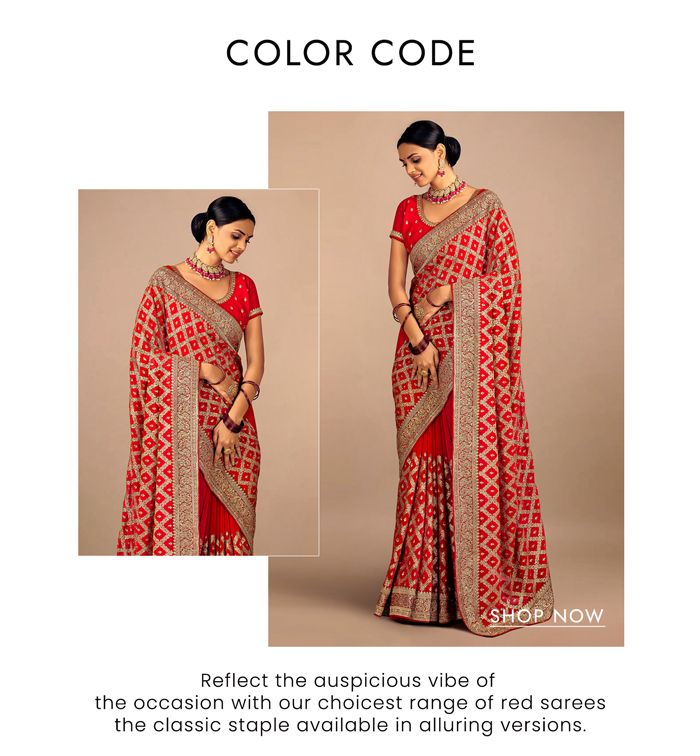 COLOR CODE
SHOP NOW
Reflect the auspicious vibe of
the occasion with our choicest range of red sarees
the classic staple available in alluring versions.